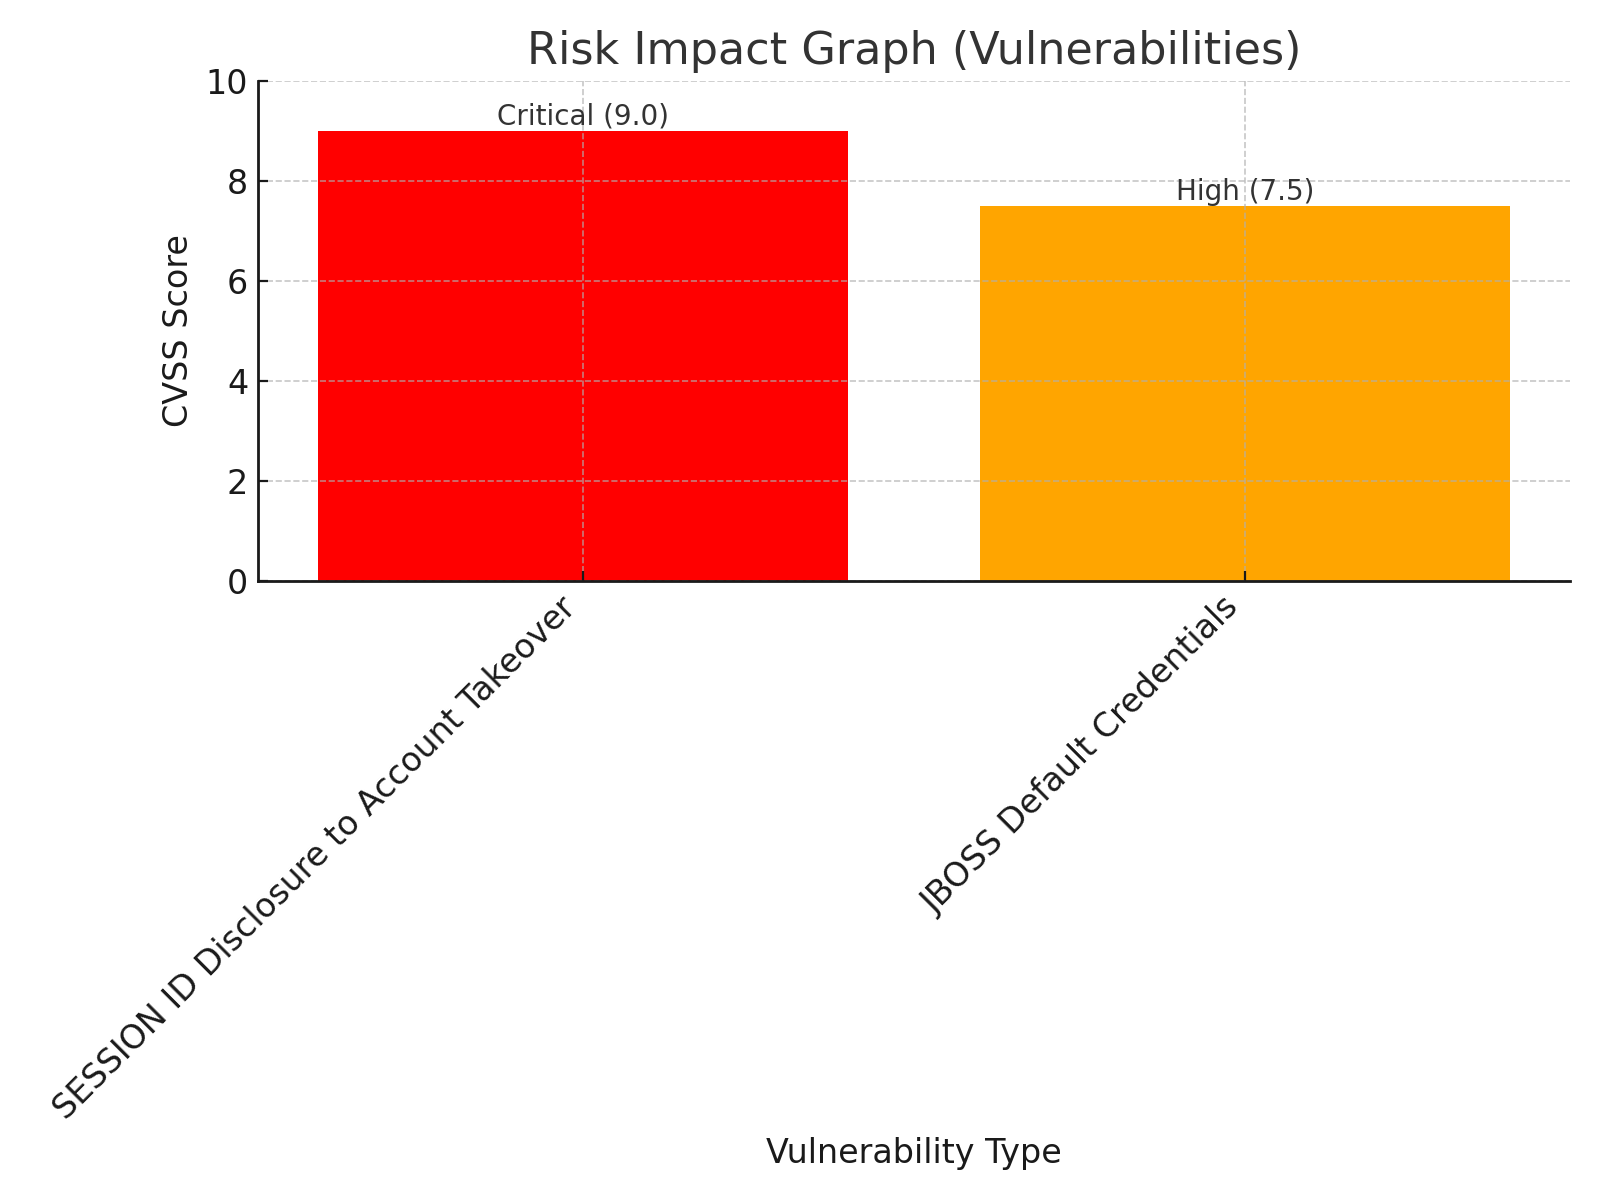 Risk Impact Graph (Vulnerabilities)
10
8
6
4
2
0
CVSS Score
Critical (9.0)
High (7.5)
SESSION ID Disclosure to Account Takeover
JBOSS Default Credentials
Vulnerability Type